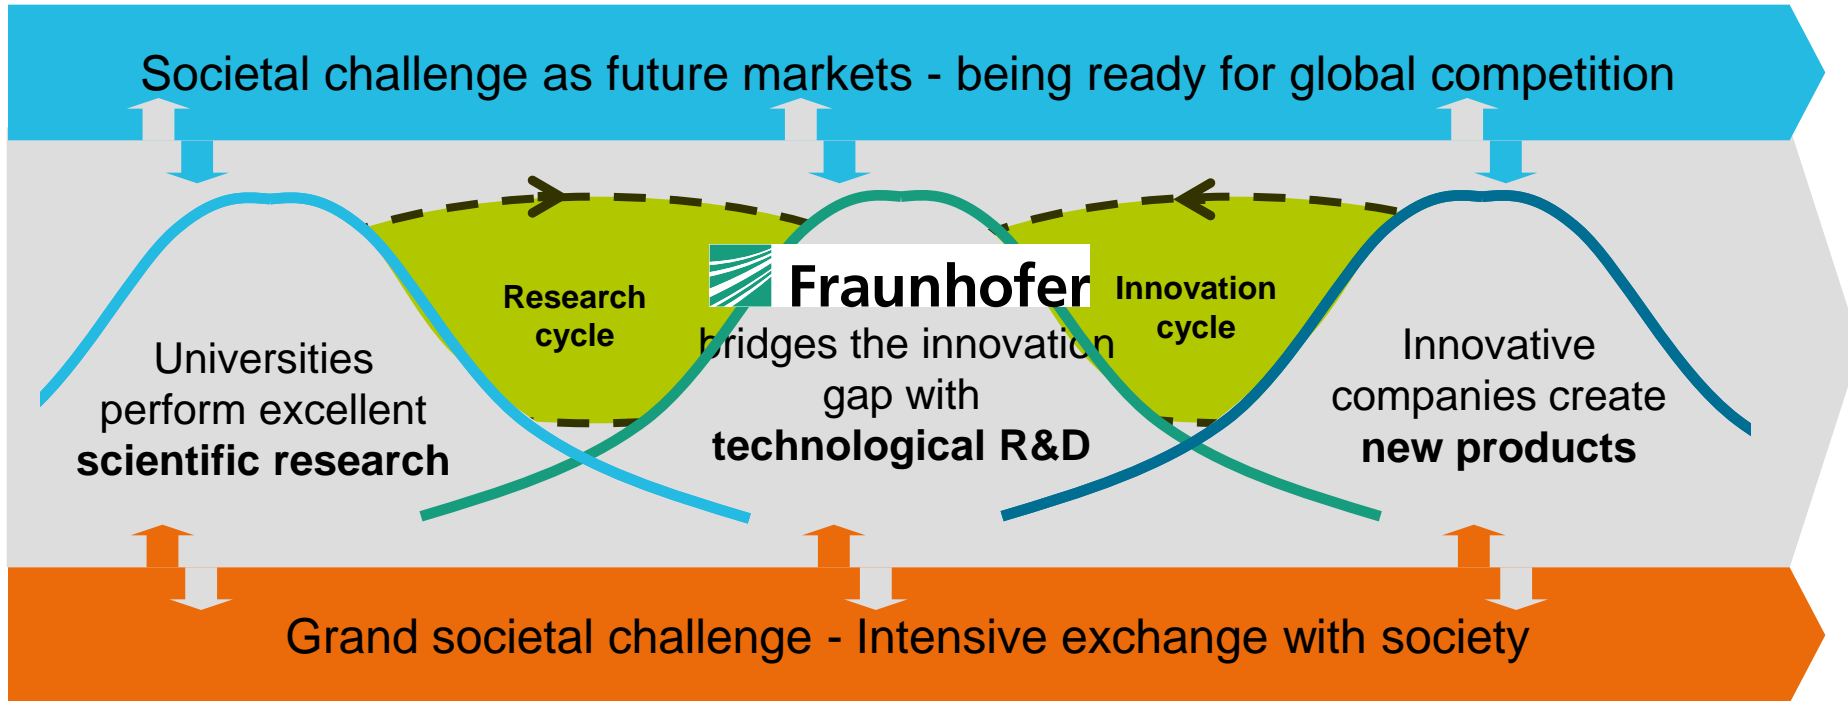 Societal challenge as future markets - being ready for global competition
Research
cycle
Universities
perform excellent
scientific research
Fraunhofer
bridges the innovation
gap with
technological R&D
Innovation
cycle
Innovative
companies create
new products
Grand societal challenge - Intensive exchange with society